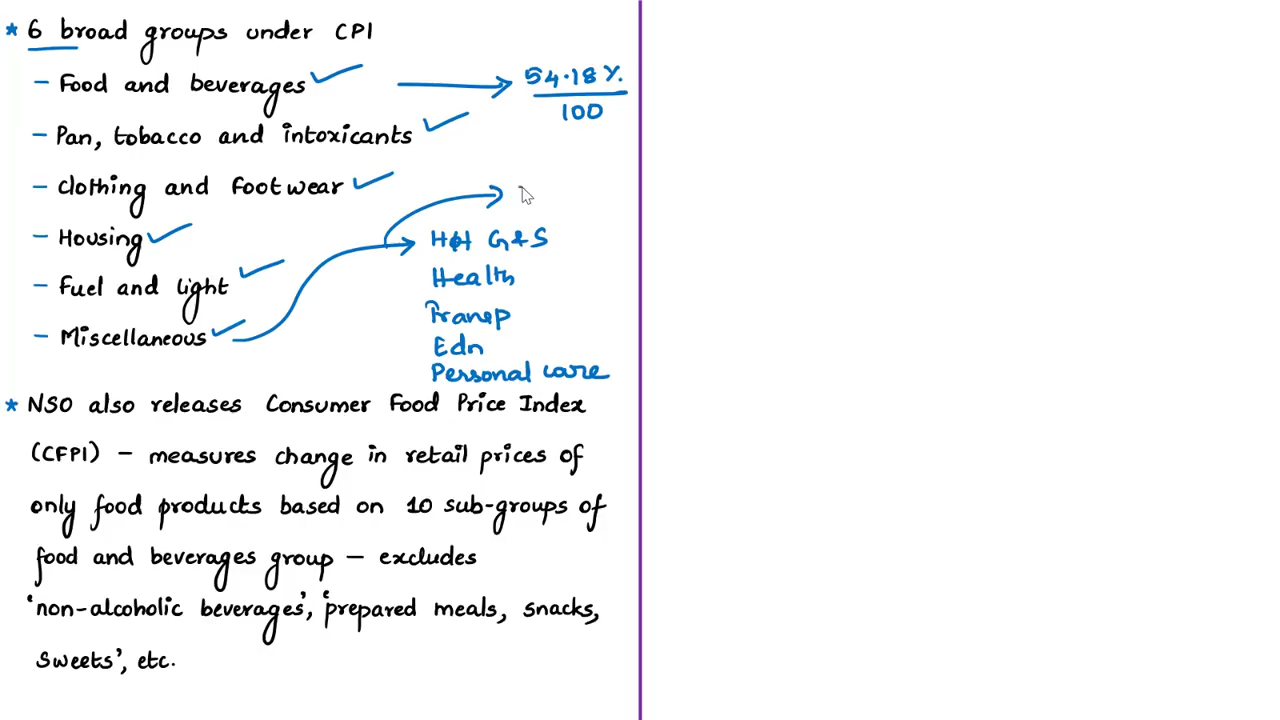 * 6 broad groups under CPI
- Food and beverages → 54.18%
100
- Pan, tobacco and intoxicants
- Clothing and footwear
- Housing
HH G & S
- Fuel and light
Health
Transp
- Miscellaneous
Edn
Personal care
* NSO also releases Consumer Food Price Index
(CFPI) – measures change in retail prices of
only food products based on 10 sub-groups of
food and beverages group – excludes
'non-alcoholic beverages', 'prepared meals, snacks,
sweets', etc.